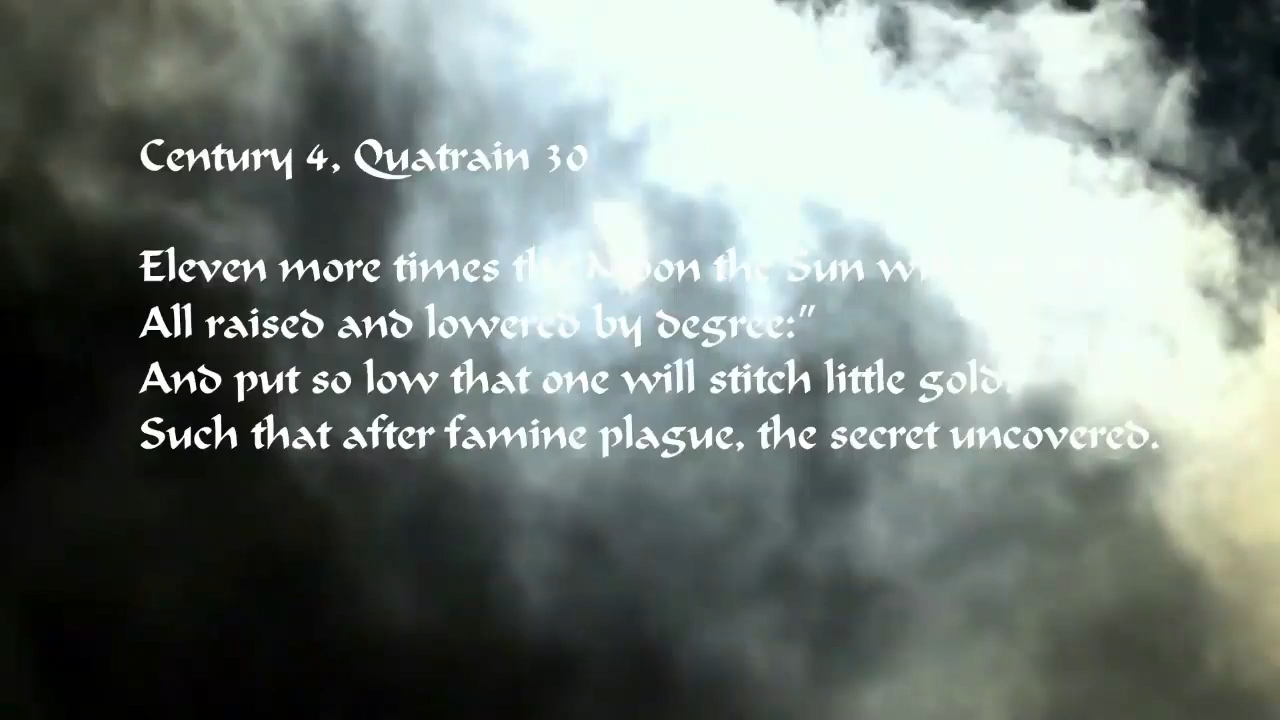 Century 4, Quatrain 30
Eleven more times the Moon the Sun
All raised and lowered by degree:”
And put so low that one will stitch little gold
Such that after famine plague, the secret uncovered.